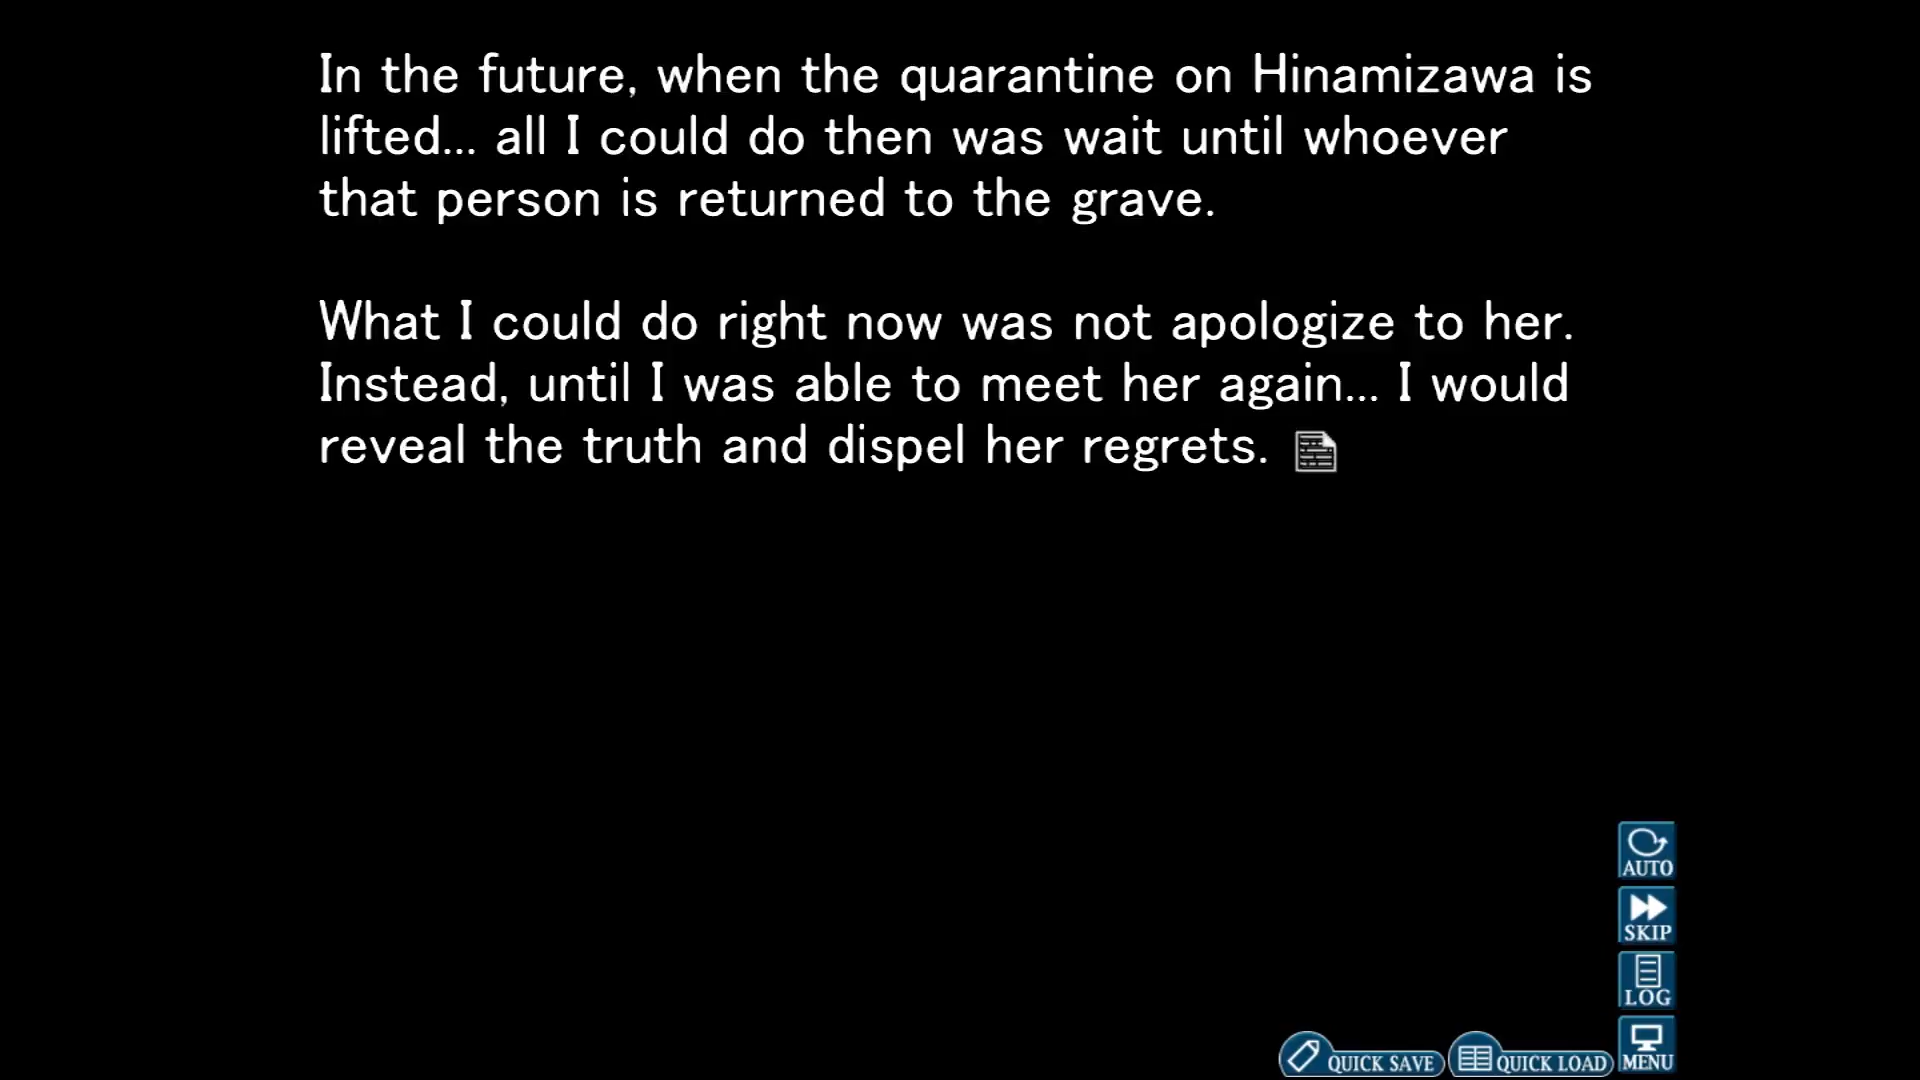 In the future, when the quarantine on Hinamizawa is
lifted... all I could do then was wait until whoever
that person is returned to the grave.
What I could do right now was not apologize to her.
Instead, until I was able to meet her again... I would
reveal the truth and dispel her regrets.
AUTO
SKIP
LOG
MENU
QUICK SAVE
QUICK LOAD